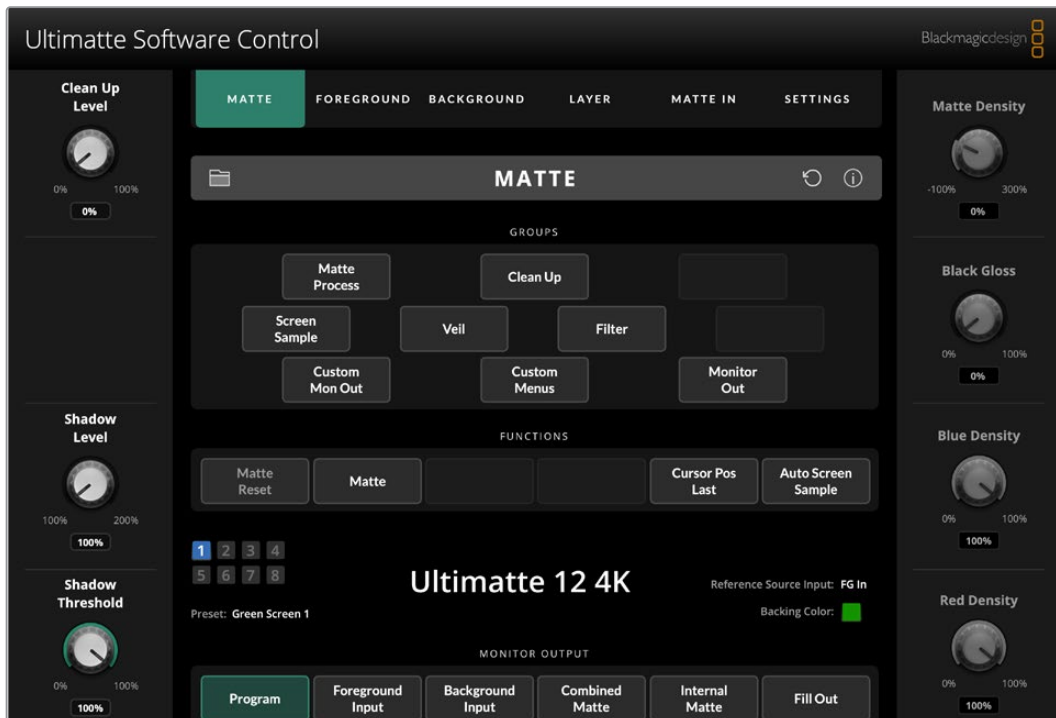 Ultimatte Software Control
Blackmagicdesign
Clean Up
Level
0% 100%
0%
Shadow
Level
100% 200%
100%
Shadow
Threshold
0% 100%
100%
MATTE FOREGROUND BACKGROUND LAYER MATTE IN SETTINGS
MATTE
GROUPS
Matte
Process
Clean Up
Screen
Sample
Veil
Filter
Custom
Mon Out
Custom
Menus
Monitor
Out
FUNCTIONS
Matte
Reset
Matte
Cursor Pos
Last
Auto Screen
Sample
1 2 3 4
5 6 7 8
Preset: Green Screen 1
Ultimatte 12 4K
Reference Source Input: FG In
Backing Color:
MONITOR OUTPUT
Program
Foreground
Input
Background
Input
Combined
Matte
Internal
Matte
Fill Out
Matte Density
-100% 300%
0%
Black Gloss
0% 100%
0%
Blue Density
0% 100%
100%
Red Density
0% 100%
100%